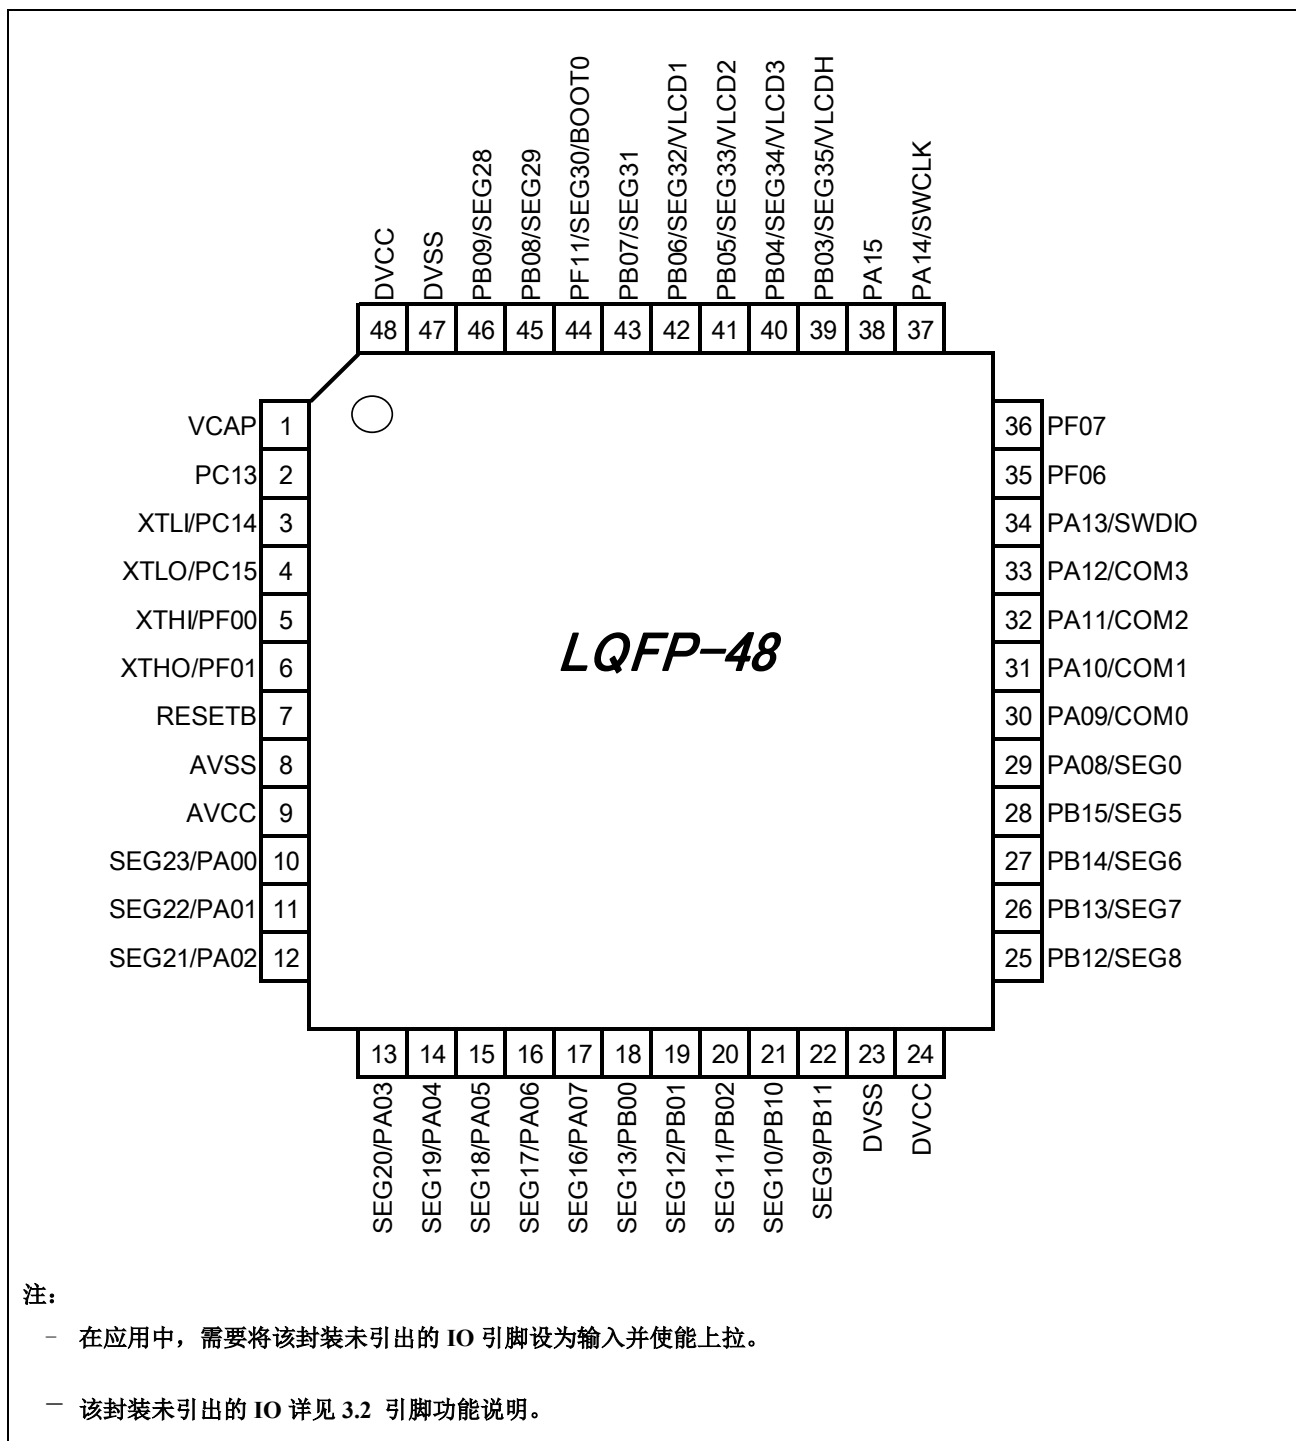 DVCC
DVSS
PB09/SEG28
PB08/SEG29
PF11/SEG30/BOOT0
PB07/SEG31
PB06/SEG32/VLCD1
PB05/SEG33/VLCD2
PB04/SEG34/VLCD3
PB03/SEG35/VLCDH
PA15
PA14/SWCLK
48 47 46 45 44 43 42 41 40 39 38 37
VCAP 1
PC13 2
XTLI/PC14 3
XTLO/PC15 4
XTHI/PF00 5
XTHO/PF01 6
RESETB 7
AVSS 8
AVCC 9
SEG23/PA00 10
SEG22/PA01 11
SEG21/PA02 12
LQFP-48
36 PF07
35 PF06
34 PA13/SWDIO
33 PA12/COM3
32 PA11/COM2
31 PA10/COM1
30 PA09/COM0
29 PA08/SEG0
28 PB15/SEG5
27 PB14/SEG6
26 PB13/SEG7
25 PB12/SEG8
13 14 15 16 17 18 19 20 21 22 23 24
SEG20/PA03
SEG19/PA04
SEG18/PA05
SEG17/PA06
SEG16/PA07
SEG13/PB00
SEG12/PB01
SEG11/PB02
SEG10/PB10
SEG9/PB11
DVSS
DVCC
注:
– 在应用中，需要将该封装未引出的 IO 引脚设为输入并使能上拉。
— 该封装未引出的 IO 详见 3.2 引脚功能说明。